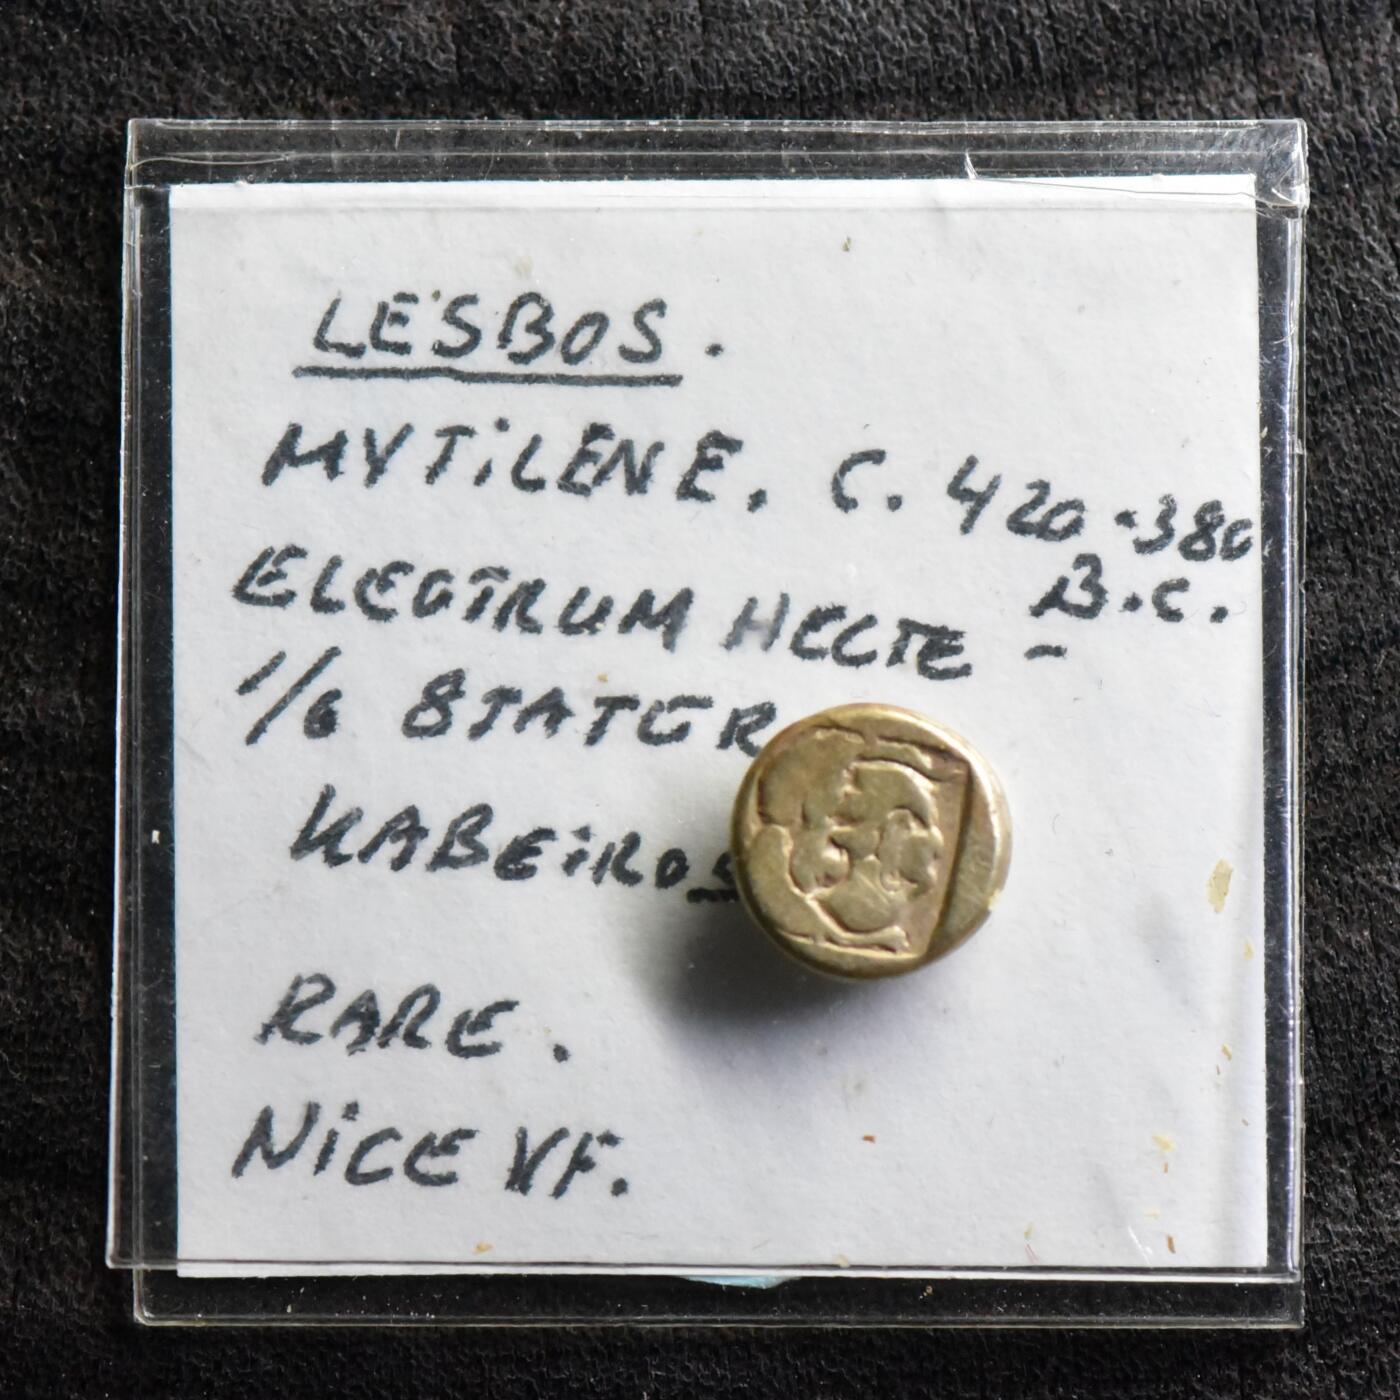 LESBOS.
MYTiLENE. C. 420-380
B.C.
ELECTRUM HECTE -
1/6 STATER
KABEiROS
RARE.
NiCE VF.